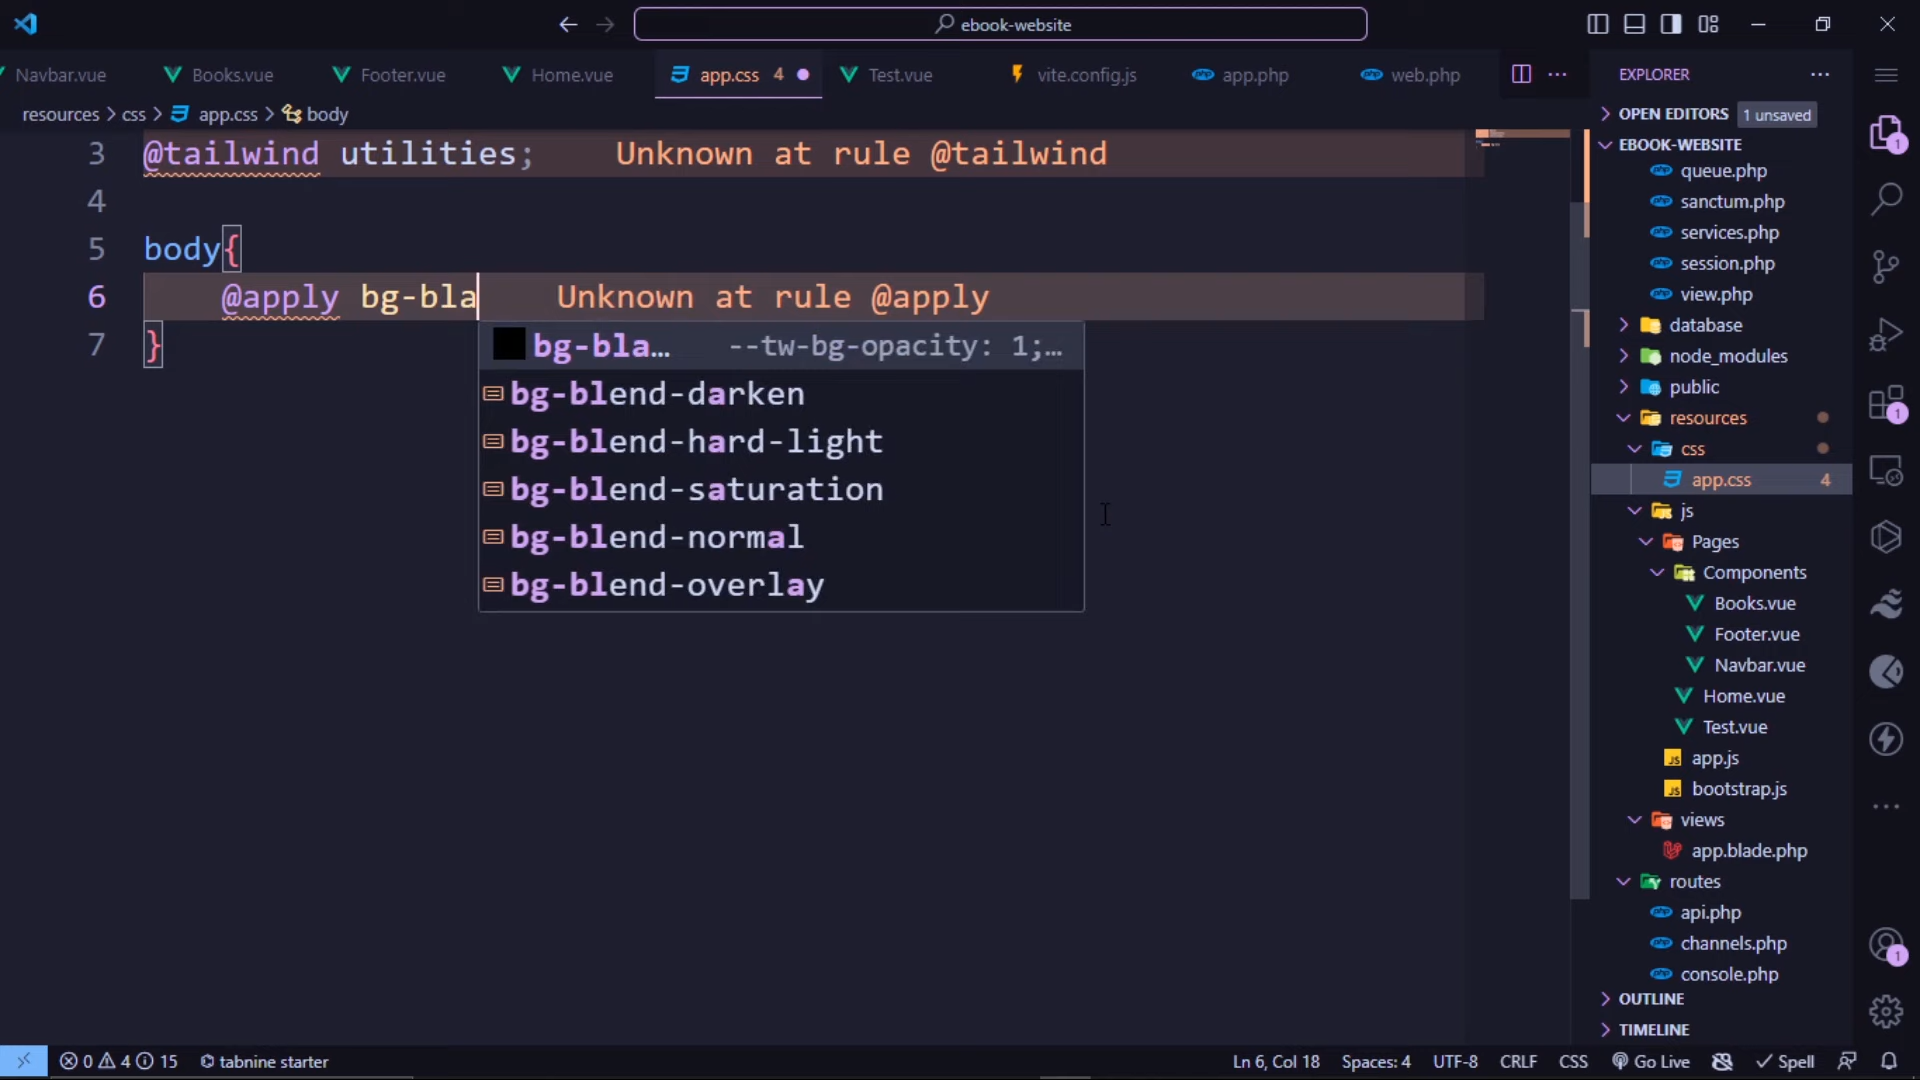 ebook-website
Navbar.vue
Books.vue
Footer.vue
Home.vue
app.css 4
Test.vue
vite.config.js
app.php
web.php
resources > css > app.css > body
3 @tailwind utilities; Unknown at rule @tailwind
4
5 body{
6 @apply bg-bla Unknown at rule @apply
7 }
bg-bla… --tw-bg-opacity: 1;…
bg-blend-darken
bg-blend-hard-light
bg-blend-saturation
bg-blend-normal
bg-blend-overlay
EXPLORER
OPEN EDITORS 1 unsaved
EBOOK-WEBSITE
queue.php
sanctum.php
services.php
session.php
view.php
database
node_modules
public
resources
css
app.css 4
js
Pages
Components
Books.vue
Footer.vue
Navbar.vue
Home.vue
Test.vue
app.js
bootstrap.js
views
app.blade.php
routes
api.php
channels.php
console.php
OUTLINE
TIMELINE
1
1
1
0 4 15 tabnine starter
Ln 6, Col 18 Spaces: 4 UTF-8 CRLF CSS Go Live Spell